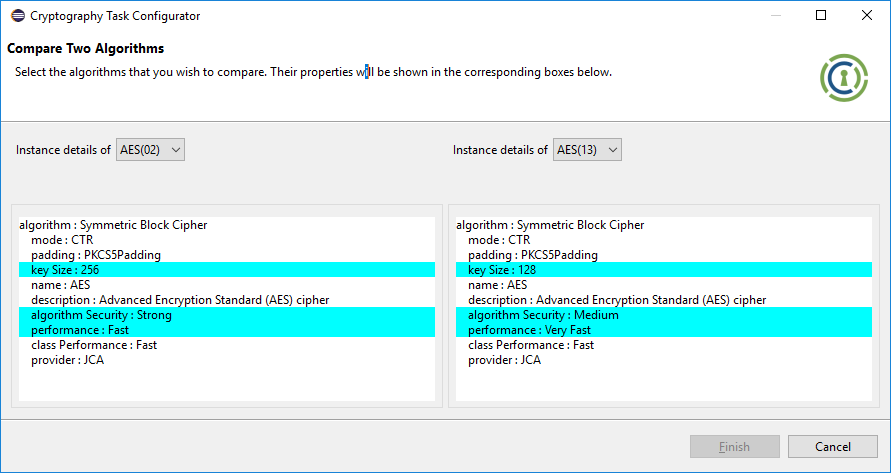 Cryptography Task Configurator
Compare Two Algorithms
Select the algorithms that you wish to compare. Their properties will be shown in the corresponding boxes below.
Instance details of AES(02)
Instance details of AES(13)
algorithm : Symmetric Block Cipher
mode : CTR
padding : PKCS5Padding
key Size : 256
name : AES
description : Advanced Encryption Standard (AES) cipher
algorithm Security : Strong
performance : Fast
class Performance : Fast
provider : JCA
algorithm : Symmetric Block Cipher
mode : CTR
padding : PKCS5Padding
key Size : 128
name : AES
description : Advanced Encryption Standard (AES) cipher
algorithm Security : Medium
performance : Very Fast
class Performance : Fast
provider : JCA
Finish
Cancel